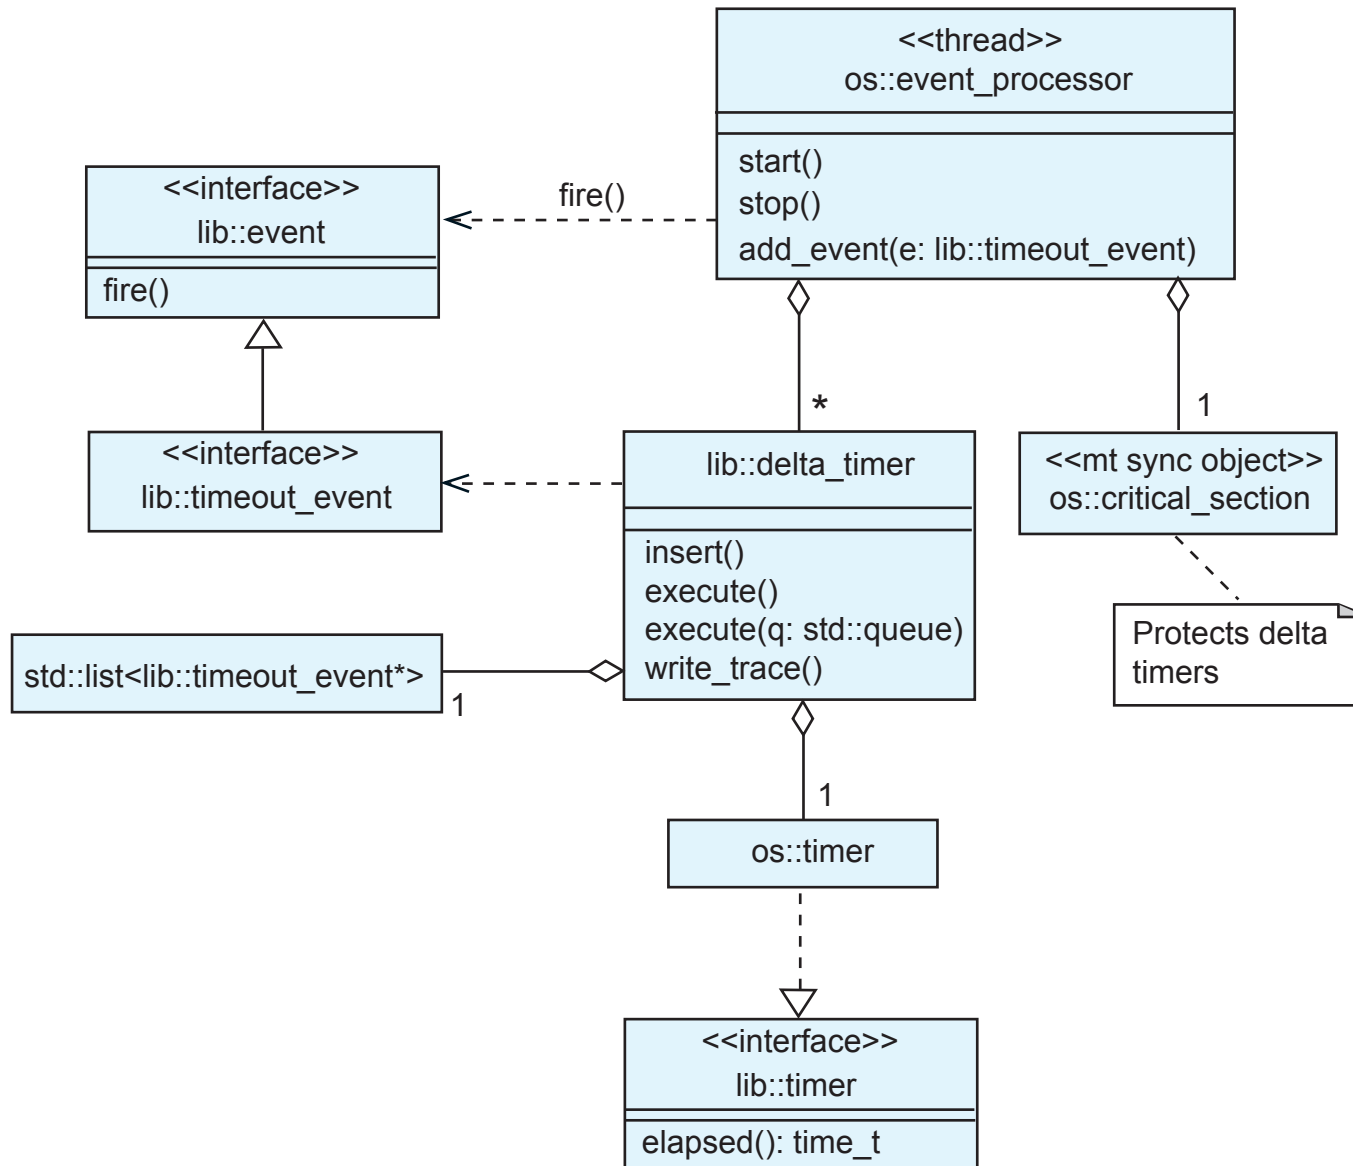 <<thread>>
os::event_processor
start()
stop()
add_event(e: lib::timeout_event)
<<interface>>
lib::event
fire()
fire()
<<interface>>
lib::timeout_event
*
1
lib::delta_timer
insert()
execute()
execute(q: std::queue)
write_trace()
<<mt sync object>>
os::critical_section
Protects delta
timers
std::list<lib::timeout_event*>
1
1
os::timer
<<interface>>
lib::timer
elapsed(): time_t